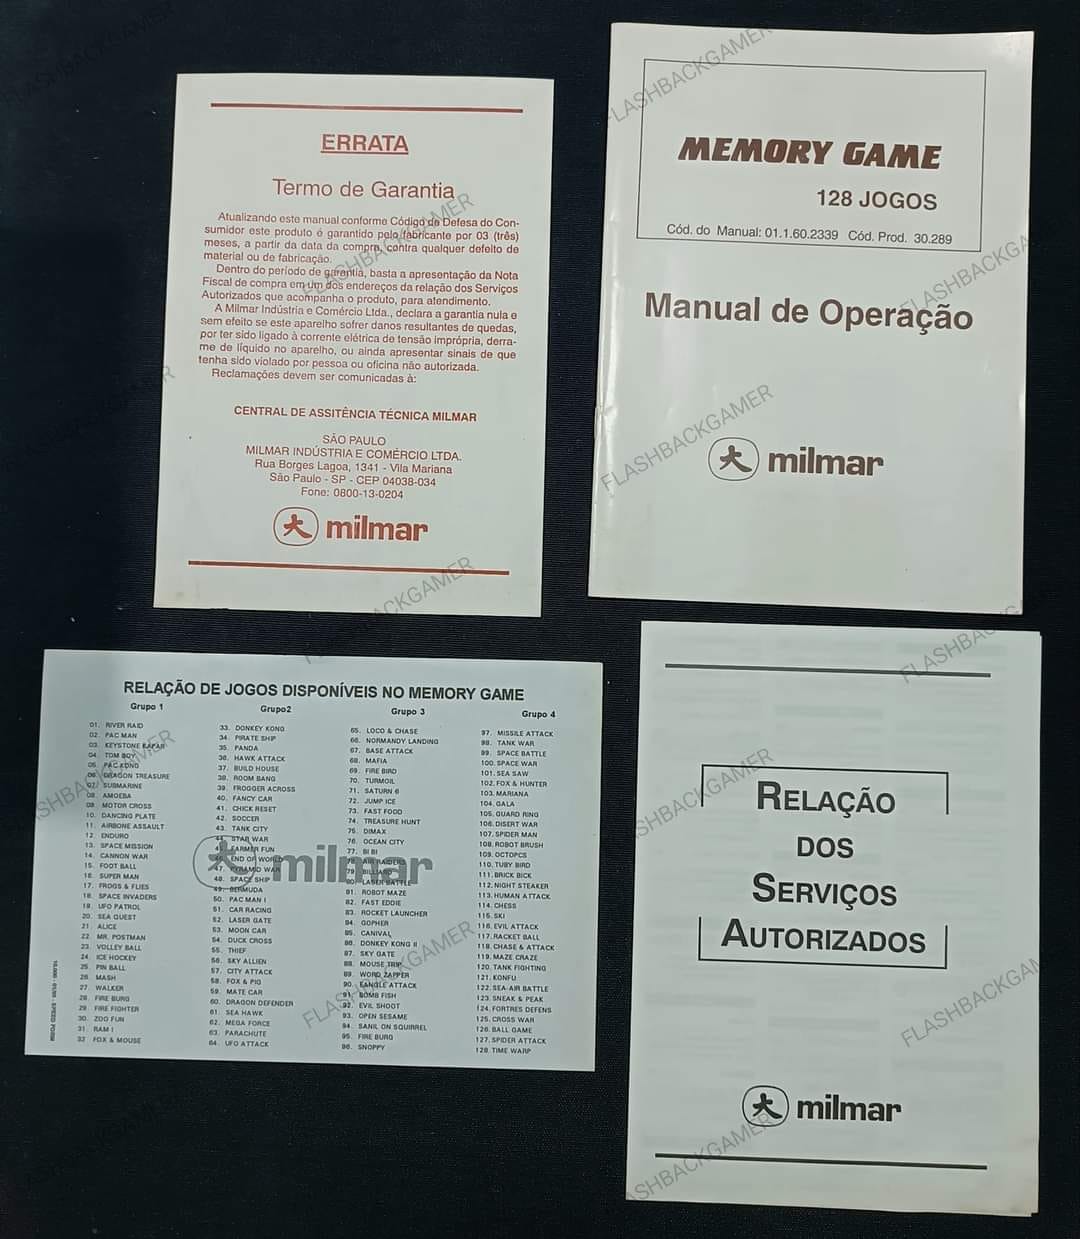 ERRATA
Termo de Garantia
Atualizando este manual conforme Código de Defesa do Con-
sumidor este produto é garantido pelo fabricante por 03 (três)
meses, a partir da data da compra, contra qualquer defeito de
material ou de fabricação.
Dentro do período de garantia, basta a apresentação da Nota
Fiscal de compra em um dos endereços da relação dos Serviços
Autorizados que acompanha o produto, para atendimento.
A Milmar Indústria e Comércio Ltda., declara a garantia nula e
sem efeito se este aparelho sofrer danos resultantes de quedas,
por ter sido ligado à corrente elétrica de tensão imprópria, derra-
me de líquido no aparelho, ou ainda apresentar sinais de que
tenha sido violado por pessoa ou oficina não autorizada.
Reclamações devem ser comunicadas à:
CENTRAL DE ASSITÊNCIA TÉCNICA MILMAR
SÃO PAULO
MILMAR INDÚSTRIA E COMÉRCIO LTDA.
Rua Borges Lagoa, 1341 - Vila Mariana
São Paulo - SP - CEP 04038-034
Fone: 0800-13-0204
milmar
MEMORY GAME
128 JOGOS
Cód. do Manual: 01.1.60.2339 Cód. Prod. 30.289
Manual de Operação
milmar
RELAÇÃO DE JOGOS DISPONÍVEIS NO MEMORY GAME
Grupo 1
01. RIVER RAID
02. PAC MAN
03. KEYSTONE KAPAR
04. TOM BOY
05. PAC KONG
06. DRAGON TREASURE
07. SUBMARINE
08. AMOEBA
09. MOTOR CROSS
10. DANCING PLATE
11. AIRBONE ASSAULT
12. ENDURO
13. SPACE MISSION
14. CANNON WAR
15. FOOT BALL
16. SUPER MAN
17. FROGS & FLIES
18. SPACE INVADERS
19. UFO PATROL
20. SEA QUEST
21. ALICE
22. MR. POSTMAN
23. VOLLEY BALL
24. ICE HOCKEY
25. PIN BALL
26. MASH
27. WALKER
28. FIRE BURG
29. FIRE FIGHTER
30. ZOO FUN
31. RAM I
32 FOX & MOUSE
Grupo2
33. DONKEY KONG
34. PIRATE SHIP
35. PANDA
36. HAWK ATTACK
37. BUILD HOUSE
38. ROOM BANG
39. FROGGER ACROSS
40. FANCY CAR
41. CHICK RESET
42. SOCCER
43. TANK CITY
44. STAR WAR
45. FARMER FUN
46. END OF WORLD
47. PYRAMID WAR
48. SPACE SHIP
49. BERMUDA
50. PAC MAN I
51. CAR RACING
52. LASER GATE
53. MOON CAR
54. DUCK CROSS
55. THIEF
56. SKY ALLIEN
57. CITY ATTACK
58. FOX & PIG
59. MATE CAR
60. DRAGON DEFENDER
61. SEA HAWK
62. MEGA FORCE
63. PARACHUTE
64. UFO ATTACK
Grupo 3
65. LOCO & CHASE
66. NORMANDY LANDING
67. BASE ATTACK
68. MAFIA
69. FIRE BIRD
70. TURMOIL
71. SATURN 6
72. JUMP ICE
73. FAST FOOD
74. TREASURE HUNT
75. DIMAX
76. OCEAN CITY
77. BI BI
78. AIR RAIDERS
79. BILLIARD
80. LASER BATTLE
81. ROBOT MAZE
82. FAST EDDIE
83. ROCKET LAUNCHER
84. GOPHER
85. CANIVAL
86. DONKEY KONG II
87. SKY GATE
88. MOUSE TRIP
89. WORD ZAPPER
90. EANGLE ATTACK
91. BOMB FISH
92. EVIL SHOOT
93. OPEN SESAME
94. SANIL ON SQUIRREL
95. FIRE BURG
96. SNOPPY
Grupo 4
97. MISSILE ATTACK
98. TANK WAR
99. SPACE BATTLE
100. SPACE WAR
101. SEA SAW
102. FOX & HUNTER
103. MARIANA
104. GALA
105. GUARD RING
106. DISERT WAR
107. SPIDER MAN
108. ROBOT BRUSH
109. OCTOPCS
110. TUBY BIRD
111. BRICK BICK
112. NIGHT STEAKER
113. HUMAN ATTACK
114. CHESS
115. SKI
116. EVIL ATTACK
117. RACKET BALL
118. CHASE & ATTACK
119. MAZE CRAZE
120. TANK FIGHTING
121. KONFU
122. SEA-AIR BATTLE
123. SNEAK & PEAK
124. FORTRES DEFENS
125. CROSS WAR
126. BALL GAME
127. SPIDER ATTACK
128. TIME WARP
milmar
RELAÇÃO
DOS
SERVIÇOS
AUTORIZADOS
milmar
FLASHBACKGAMER